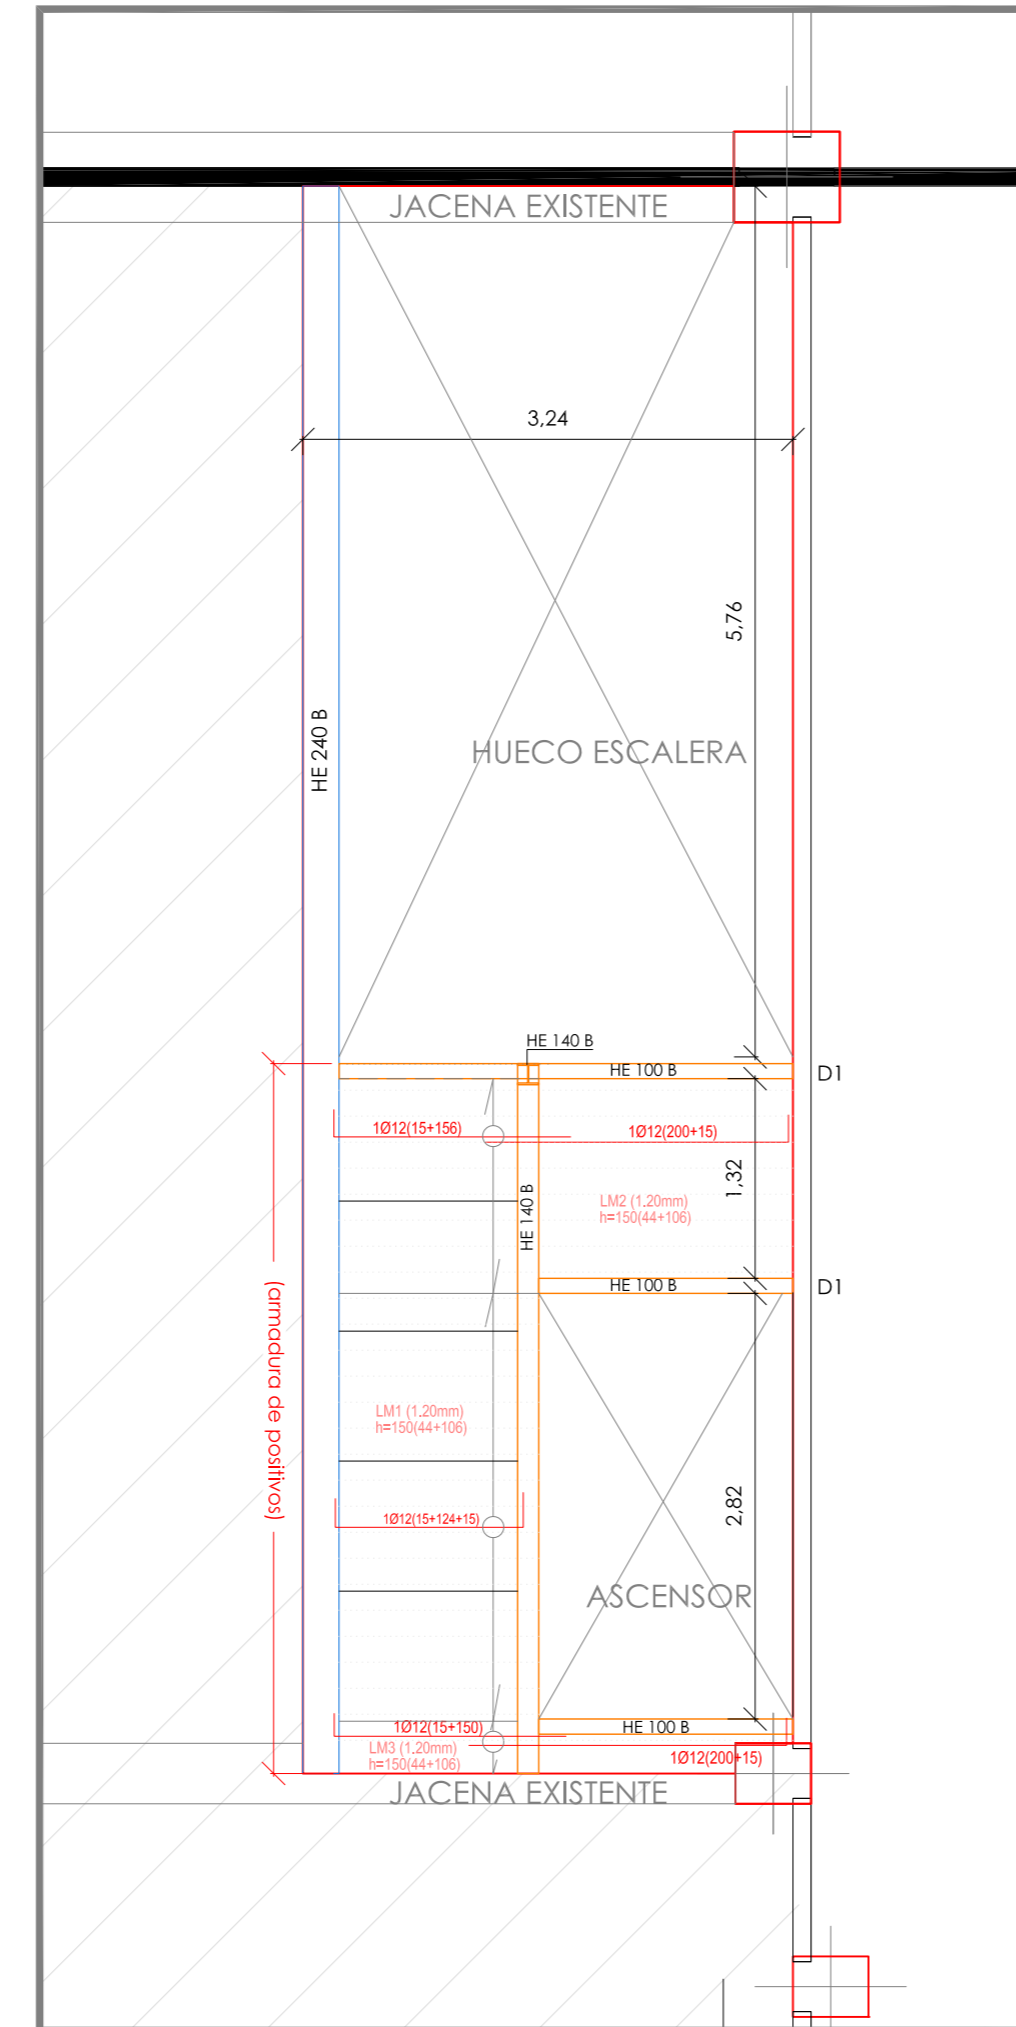 JACENA EXISTENTE
3,24
5,76
HE 240 B
HUECO ESCALERA
HE 140 B
HE 100 B
D1
1Ø12(15+156)
1Ø12(200+15)
1,32
HE 140 B
LM2 (1.20mm)
h=150(44+106)
HE 100 B
D1
(armadura de positivos)
LM1 (1.20mm)
h=150(44+106)
2,82
1Ø12(15+124+15)
ASCENSOR
1Ø12(15+150)
HE 100 B
LM3 (1.20mm)
h=150(44+106)
1Ø12(200+15)
JACENA EXISTENTE